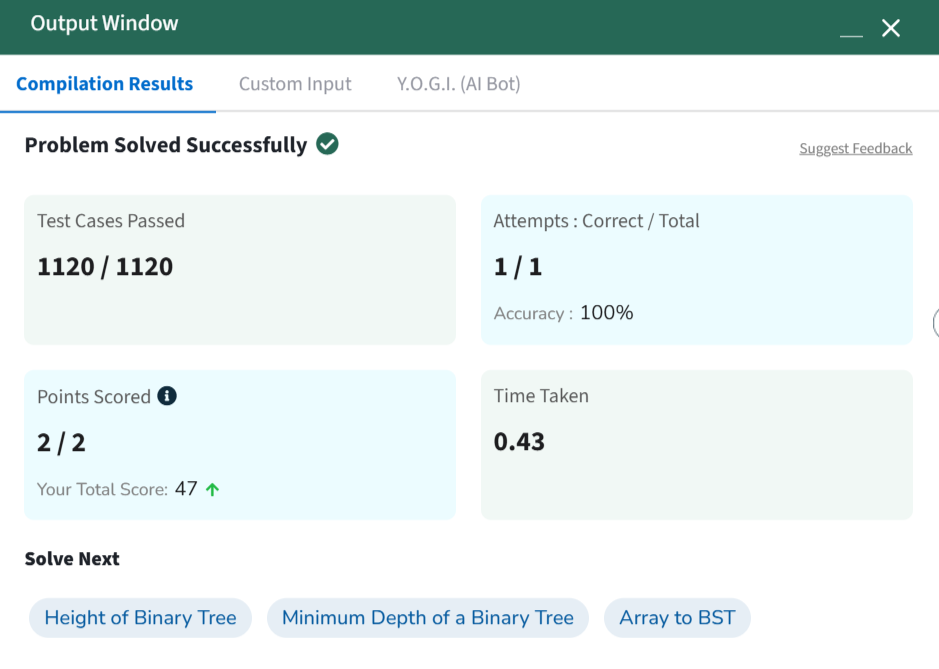 Output Window
Compilation Results Custom Input Y.O.G.I. (AI Bot)
Problem Solved Successfully
Suggest Feedback
Test Cases Passed
1120 / 1120
Attempts : Correct / Total
1 / 1
Accuracy : 100%
Points Scored
2 / 2
Your Total Score: 47
Time Taken
0.43
Solve Next
Height of Binary Tree Minimum Depth of a Binary Tree Array to BST